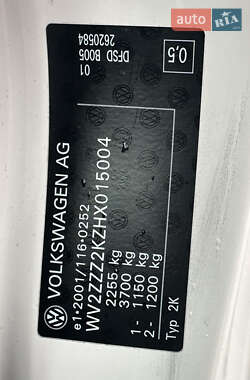 AUTO RIA
VOLKSWAGEN AG
e1*2001/116*0252
WV2ZZZ2KZHX015004
2255 kg
3700 kg
1- 1150 kg
2- 1200 kg
Typ 2K
01
DFSD B005
2620584
0,5